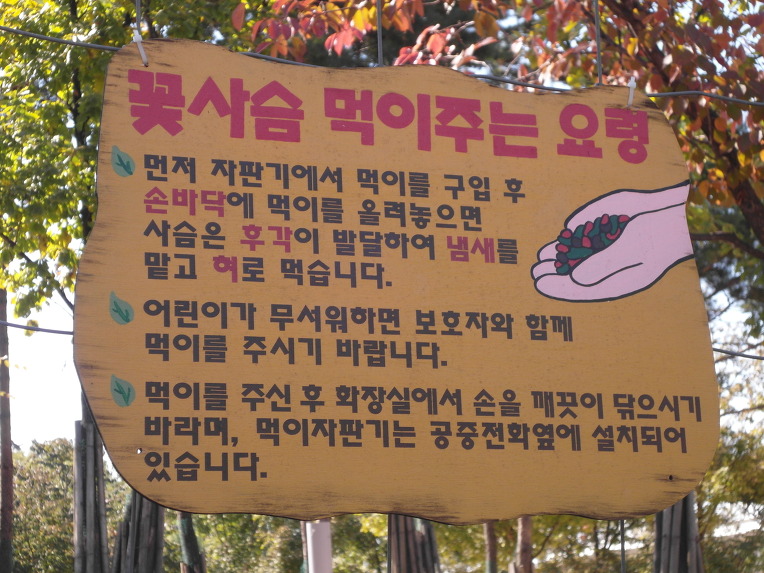 꽃사슴 먹이주는 요령
먼저 자판기에서 먹이를 구입 후
손바닥에 먹이를 올려놓으면
사슴은 후각이 발달하여 냄새를
맡고 혀로 먹습니다.
어린이가 무서워하면 보호자와 함께
먹이를 주시기 바랍니다.
먹이를 주신 후 화장실에서 손을 깨끗이 닦으시기
바라며, 먹이자판기는 공중전화옆에 설치되어
있습니다.